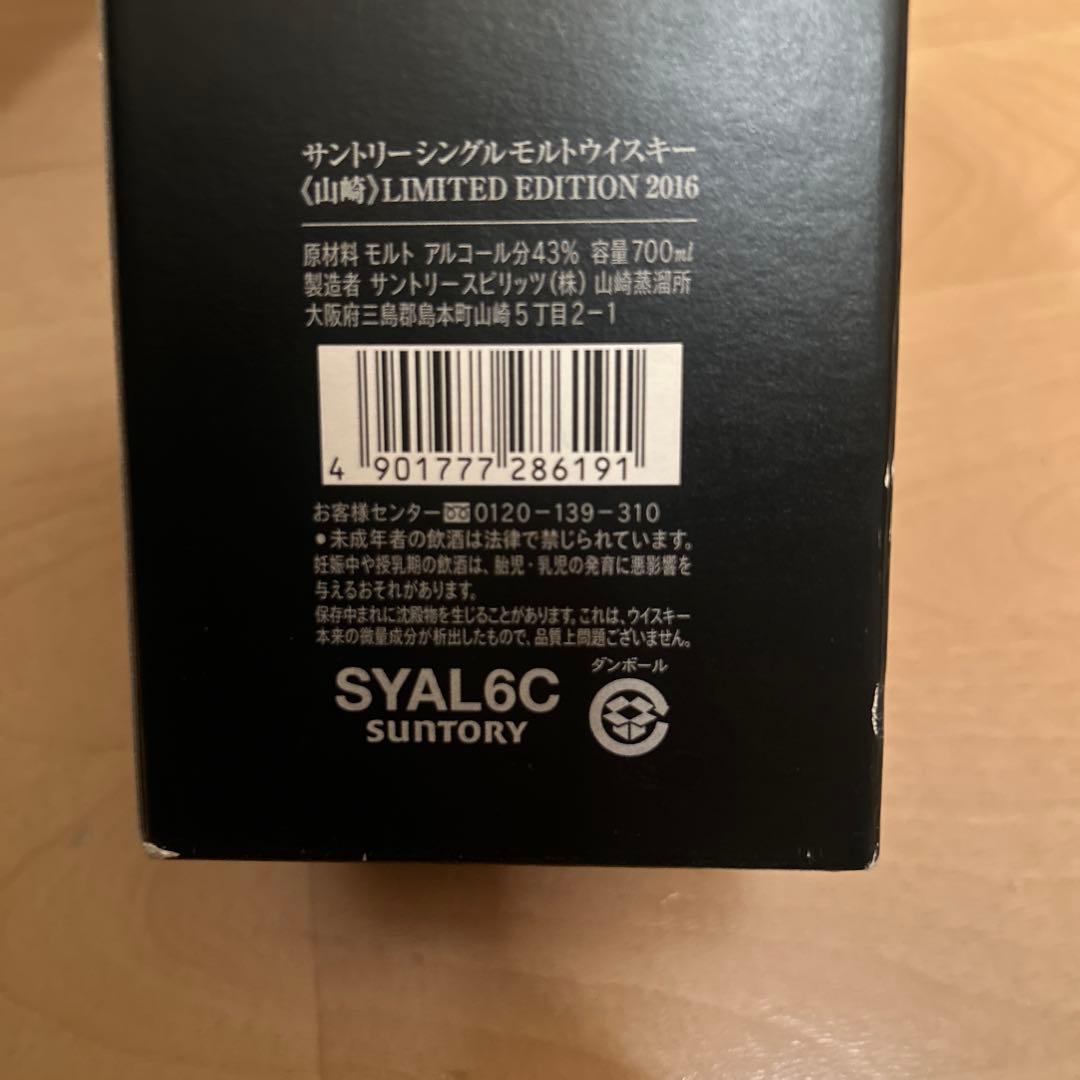 サントリーシングルモルトウイスキー
《山崎》LIMITED EDITION 2016
原材料 モルト アルコール分43% 容量700ml
製造者 サントリースピリッツ(株) 山崎蒸溜所
大阪府三島郡島本町山崎5丁目2-1
4 901777 286191
お客様センター 0120-139-310
●未成年者の飲酒は法律で禁じられています。
妊娠中や授乳期の飲酒は、胎児・乳児の発育に悪影響を
与えるおそれがあります。
保存中まれに沈殿物を生じることがあります。これは、ウイスキー
本来の微量成分が析出したもので、品質上問題ございません。
ダンボール
SYAL6C
SUNTORY